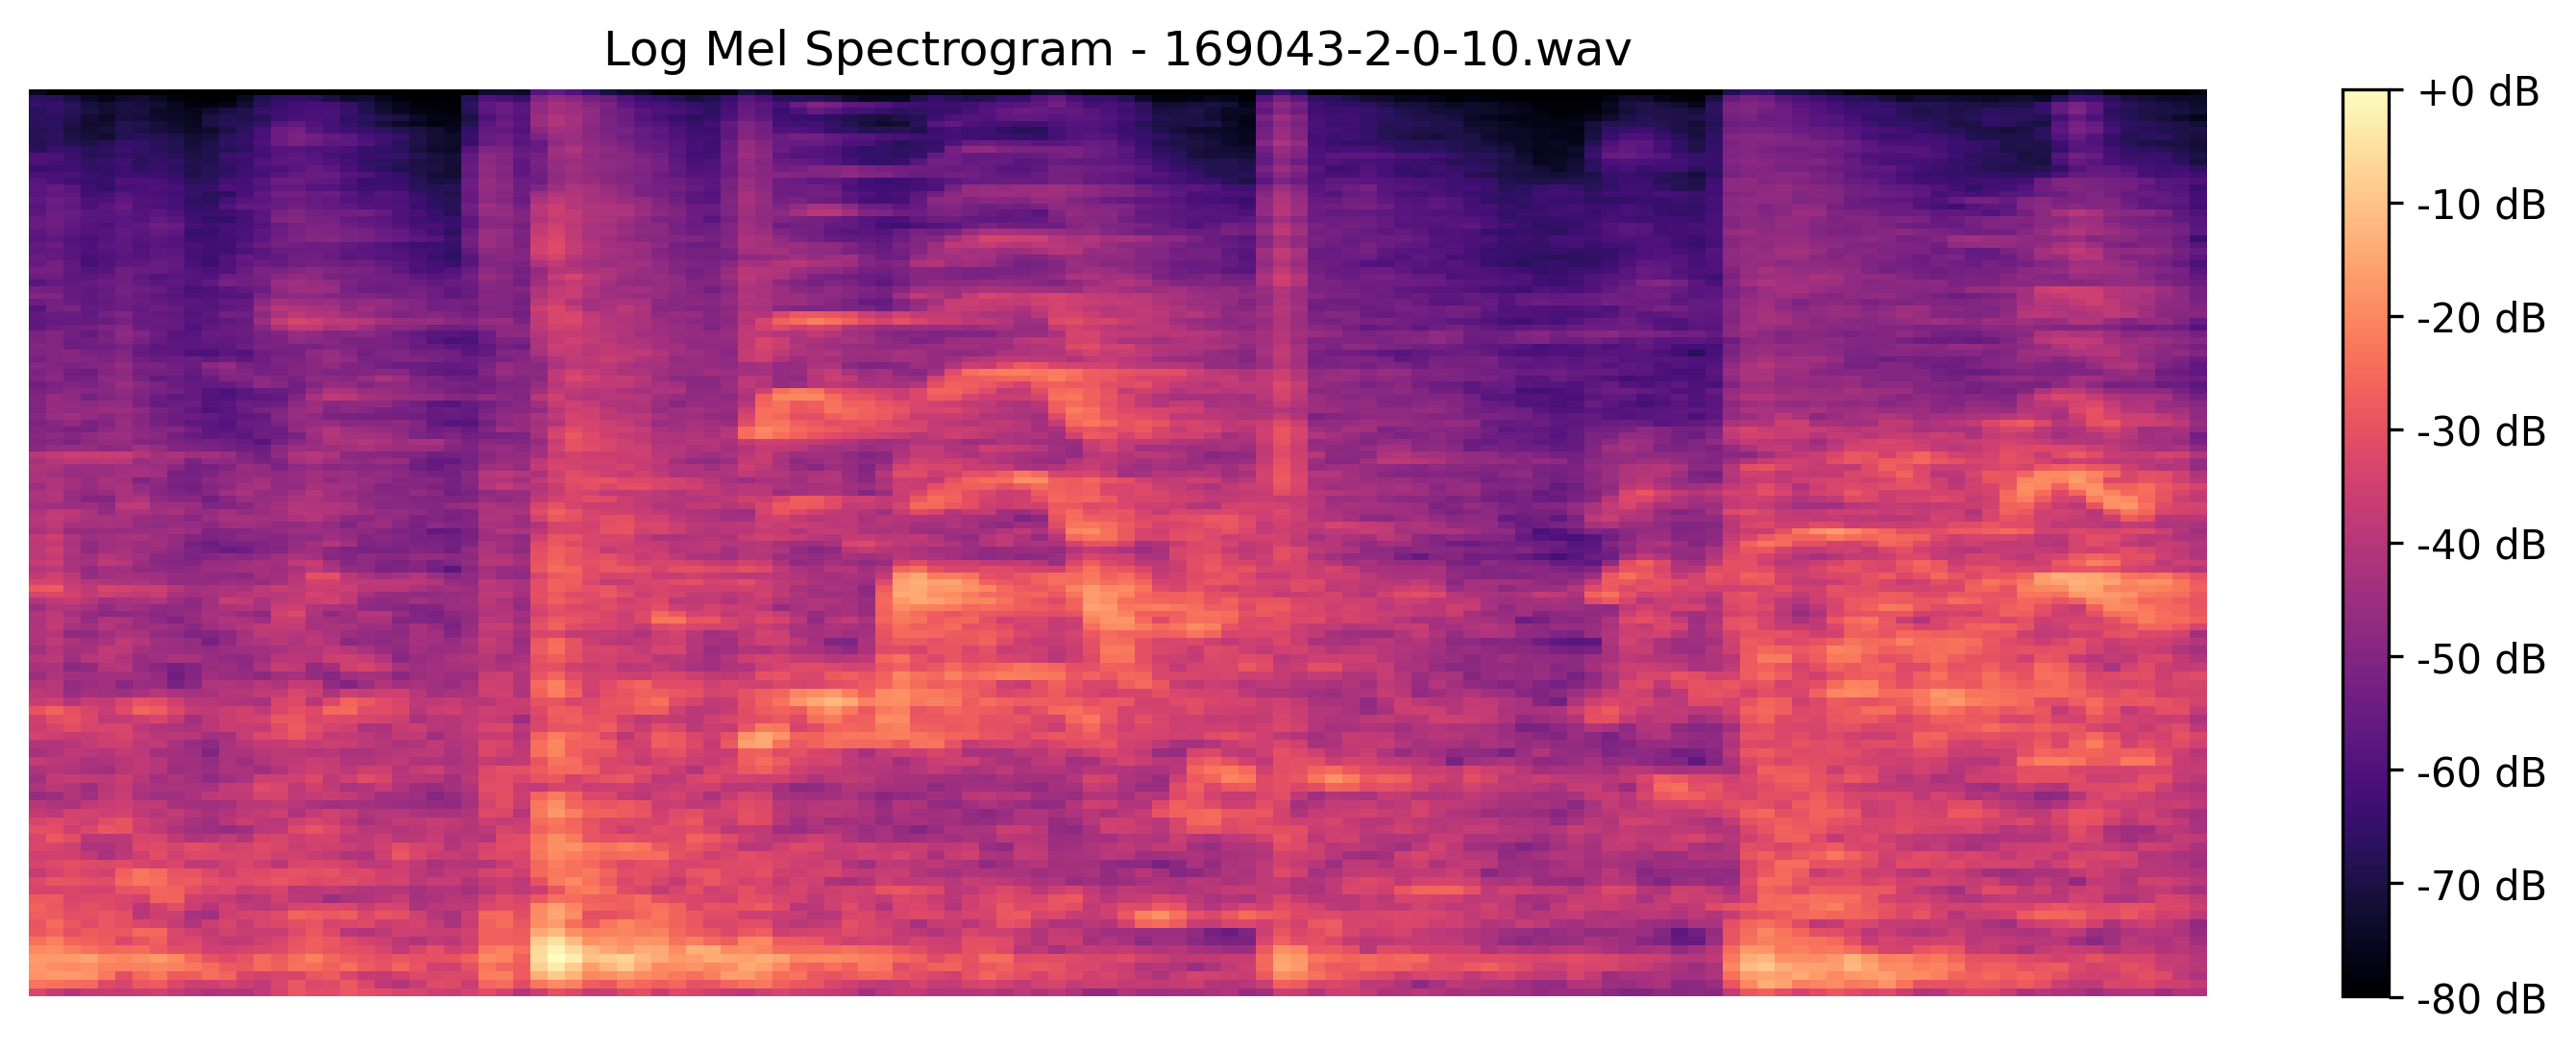 Log Mel Spectrogram - 169043-2-0-10.wav
+0 dB
-10 dB
-20 dB
-30 dB
-40 dB
-50 dB
-60 dB
-70 dB
-80 dB